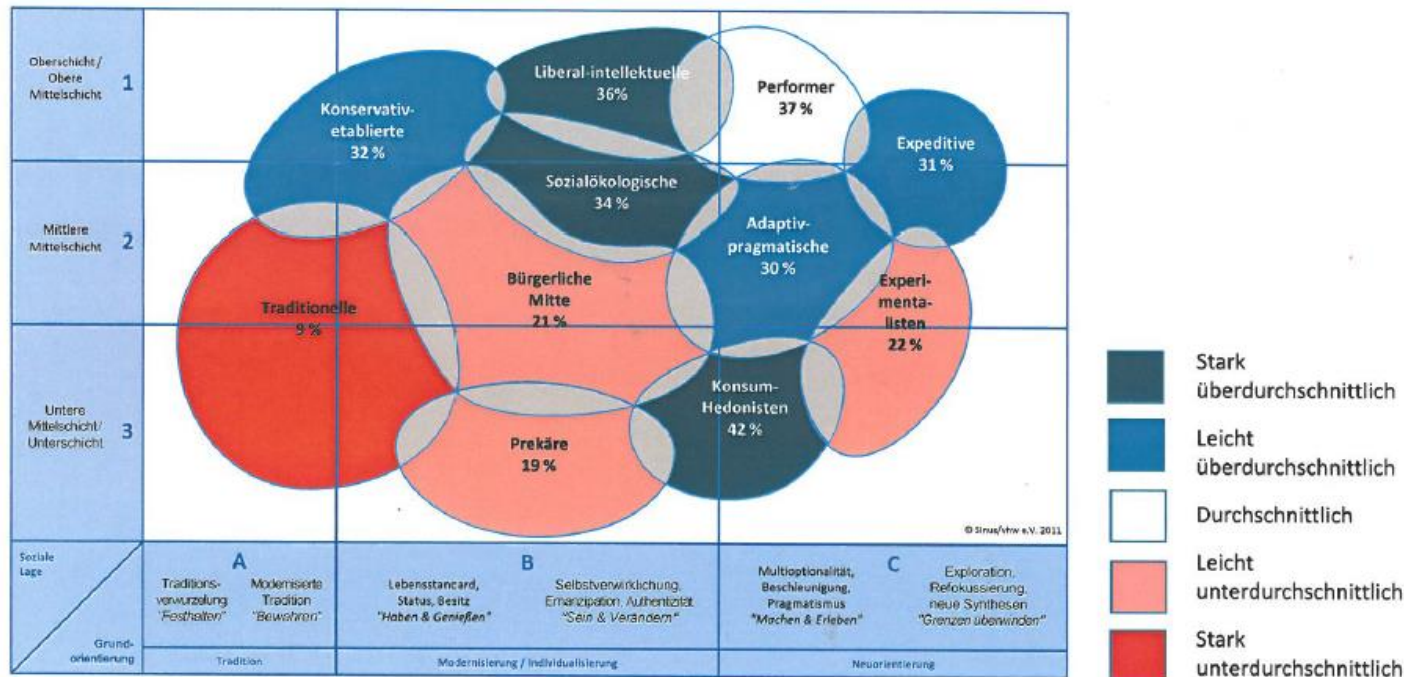 Oberschicht /
Obere
Mittelschicht
1
Mittlere
Mittelschicht
2
Untere
Mittelschicht/
Unterschicht
3
Konservativ-
etablierte
32 %
Liberal-intellektuelle
36%
Performer
37 %
Expeditive
31 %
Sozialökologische
34 %
Adaptiv-
pragmatische
30 %
Traditionelle
9 %
Bürgerliche
Mitte
21 %
Experi-
menta-
listen
22 %
Konsum-
Hedonisten
42 %
Prekäre
19 %
© Sinus/vhw e.V. 2011
Soziale
Lage
Grund-
orientierung
A
Traditions-
verwurzelung
"Festhalten"
Modernisierte
Tradition
"Bewahren"
Tradition
B
Lebensstandard,
Status, Besitz
"Haben & Genießen"
Selbstverwirklichung,
Emanzipation, Authentizität
"Sein & Verändern"
Modernisierung / Individualisierung
C
Multioptionalität,
Beschleunigung,
Pragmatismus
"Machen & Erleben"
Exploration,
Refokussierung,
neue Synthesen
"Grenzen überwinden"
Neuorientierung
Stark
überdurchschnittlich
Leicht
überdurchschnittlich
Durchschnittlich
Leicht
unterdurchschnittlich
Stark
unterdurchschnittlich